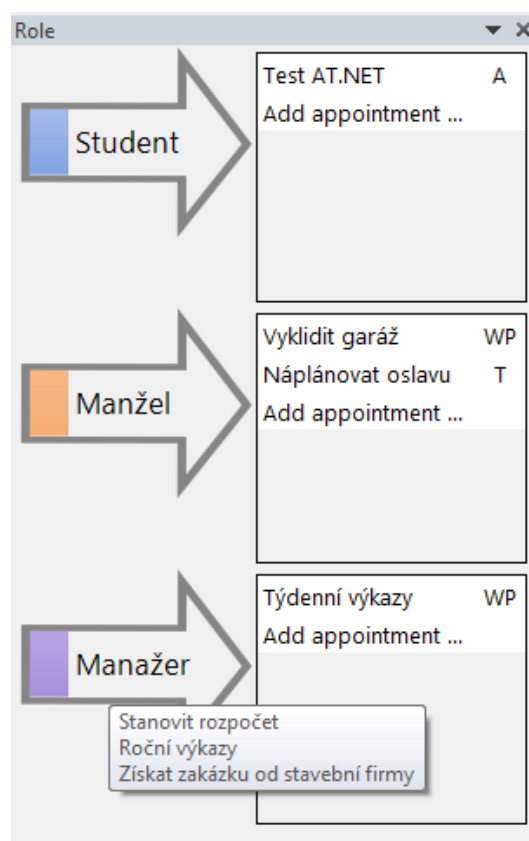 Role
Student
Test AT.NET A
Add appointment ...
Manžel
Vyklidit garáž WP
Náplánovat oslavu T
Add appointment ...
Manažer
Týdenní výkazy WP
Add appointment ...
Stanovit rozpočet
Roční výkazy
Získat zakázku od stavební firmy